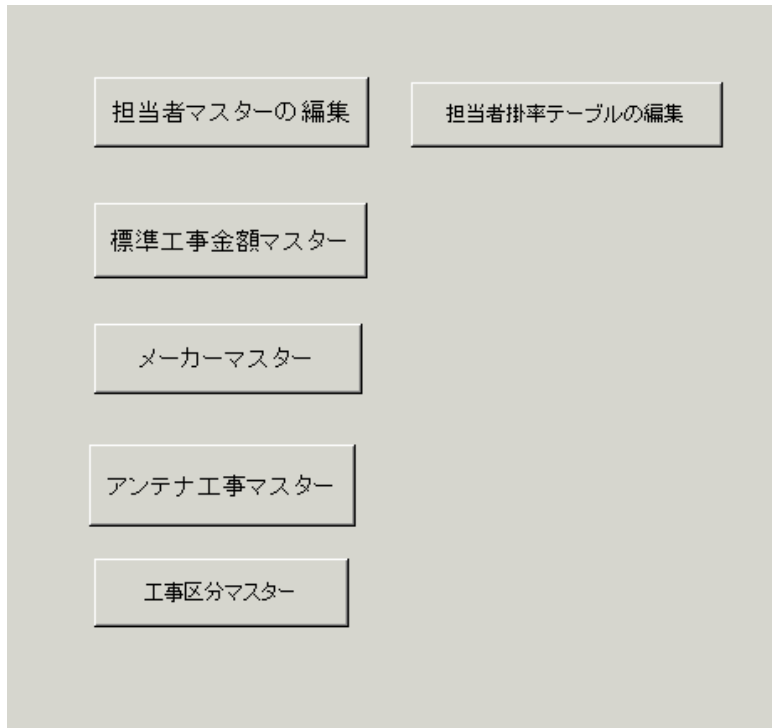 担当者マスターの編集
担当者掛率テーブルの編集
標準工事金額マスター
メーカーマスター
アンテナ工事マスター
工事区分マスター